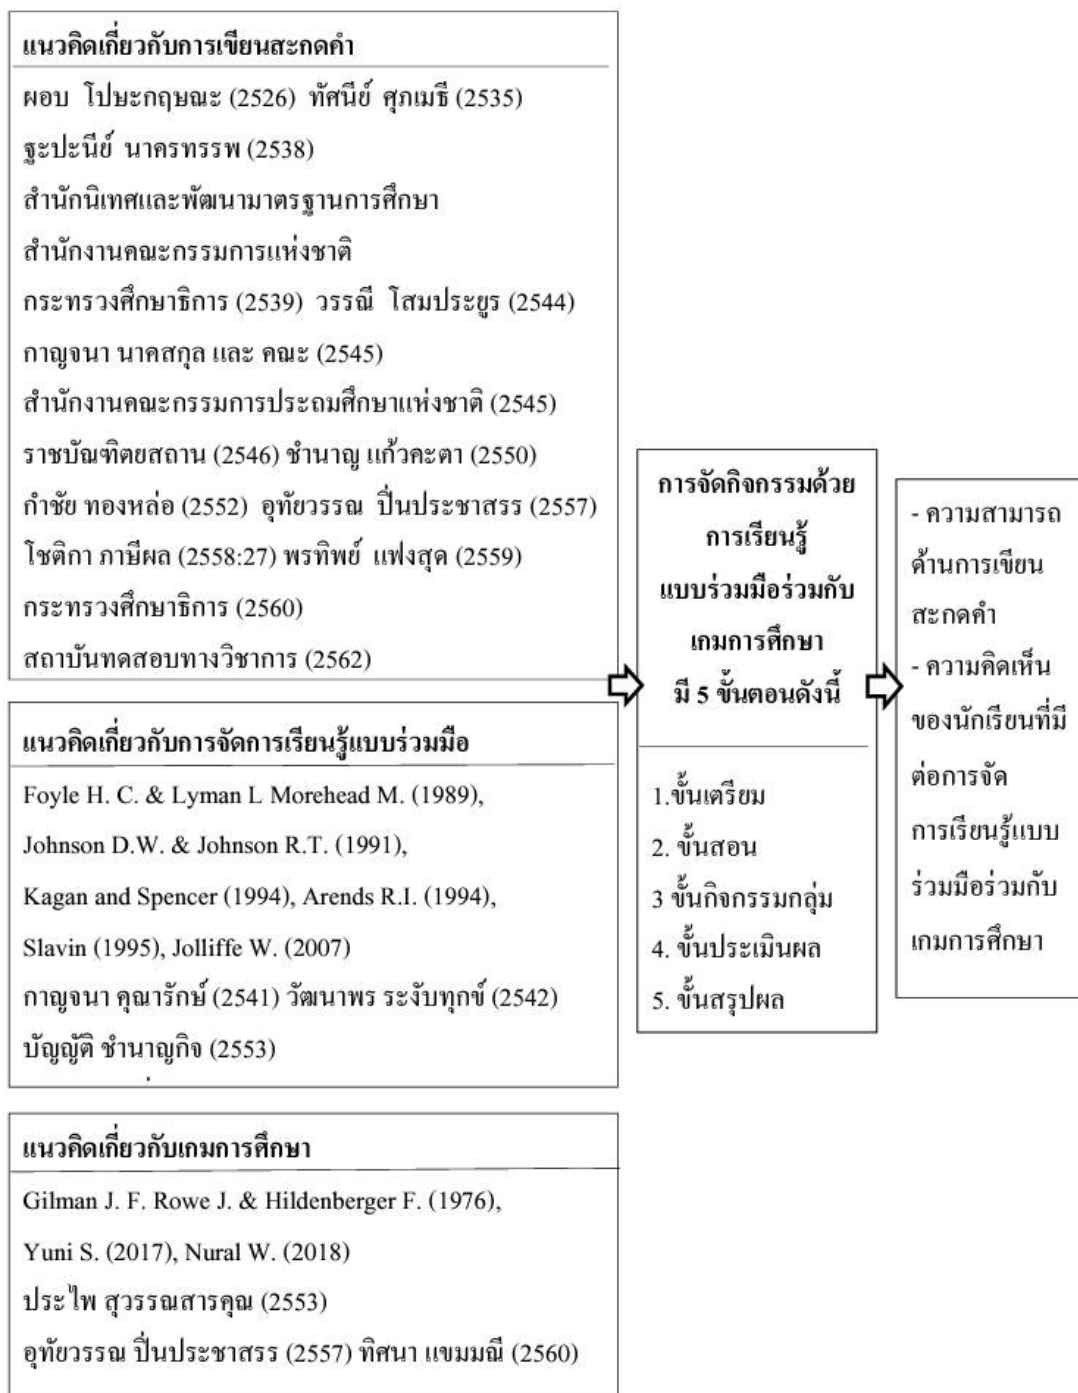 แนวคิดเกี่ยวกับการเขียนสะกดคำ
ผอบ โปษะกฤษณะ (2526) ทัศนีย์ ศุภเมธี (2535)
ฐะปะนีย์ นาครทรรพ (2538)
สำนักนิเทศและพัฒนามาตรฐานการศึกษา
สำนักงานคณะกรรมการแห่งชาติ
กระทรวงศึกษาธิการ (2539) วรรณี โสมประยูร (2544)
กาญจนา นาคสกุล และ คณะ (2545)
สำนักงานคณะกรรมการประถมศึกษาแห่งชาติ (2545)
ราชบัณฑิตยสถาน (2546) ชำนาญ แก้วคะตา (2550)
กำชัย ทองหล่อ (2552) อุทัยวรรณ ปิ่นประชาสรร (2557)
โชติกา ภาษีผล (2558:27) พรทิพย์ แฟงสุด (2559)
กระทรวงศึกษาธิการ (2560)
สถาบันทดสอบทางวิชาการ (2562)
แนวคิดเกี่ยวกับการจัดการเรียนรู้แบบร่วมมือ
Foyle H. C. & Lyman L Morehead M. (1989),
Johnson D.W. & Johnson R.T. (1991),
Kagan and Spencer (1994), Arends R.I. (1994),
Slavin (1995), Jolliffe W. (2007)
กาญจนา คุณารักษ์ (2541) วัฒนาพร ระงับทุกข์ (2542)
บัญญัติ ชำนาญกิจ (2553)
แนวคิดเกี่ยวกับเกมการศึกษา
Gilman J. F. Rowe J. & Hildenberger F. (1976),
Yuni S. (2017), Nural W. (2018)
ประไพ สุวรรณสารคุณ (2553)
อุทัยวรรณ ปิ่นประชาสรร (2557) ทิศนา แขมมณี (2560)
การจัดกิจกรรมด้วย
การเรียนรู้
แบบร่วมมือร่วมกับ
เกมการศึกษา
มี 5 ขั้นตอนดังนี้
1.ขั้นเตรียม
2. ขั้นสอน
3 ขั้นกิจกรรมกลุ่ม
4. ขั้นประเมินผล
5. ขั้นสรุปผล
- ความสามารถ
ด้านการเขียน
สะกดคำ
- ความคิดเห็น
ของนักเรียนที่มี
ต่อการจัด
การเรียนรู้แบบ
ร่วมมือร่วมกับ
เกมการศึกษา